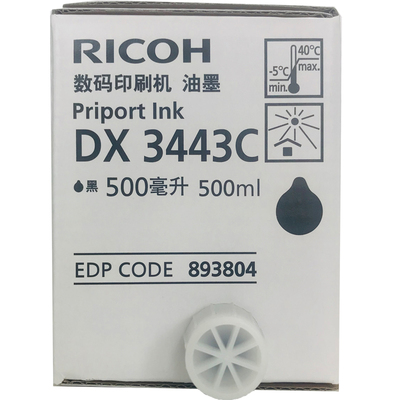 RICOH
数码印刷机 油墨
Priport Ink
DX 3443C
黑 500毫升 500ml
EDP CODE 893804
40℃
max.
-5℃
min.